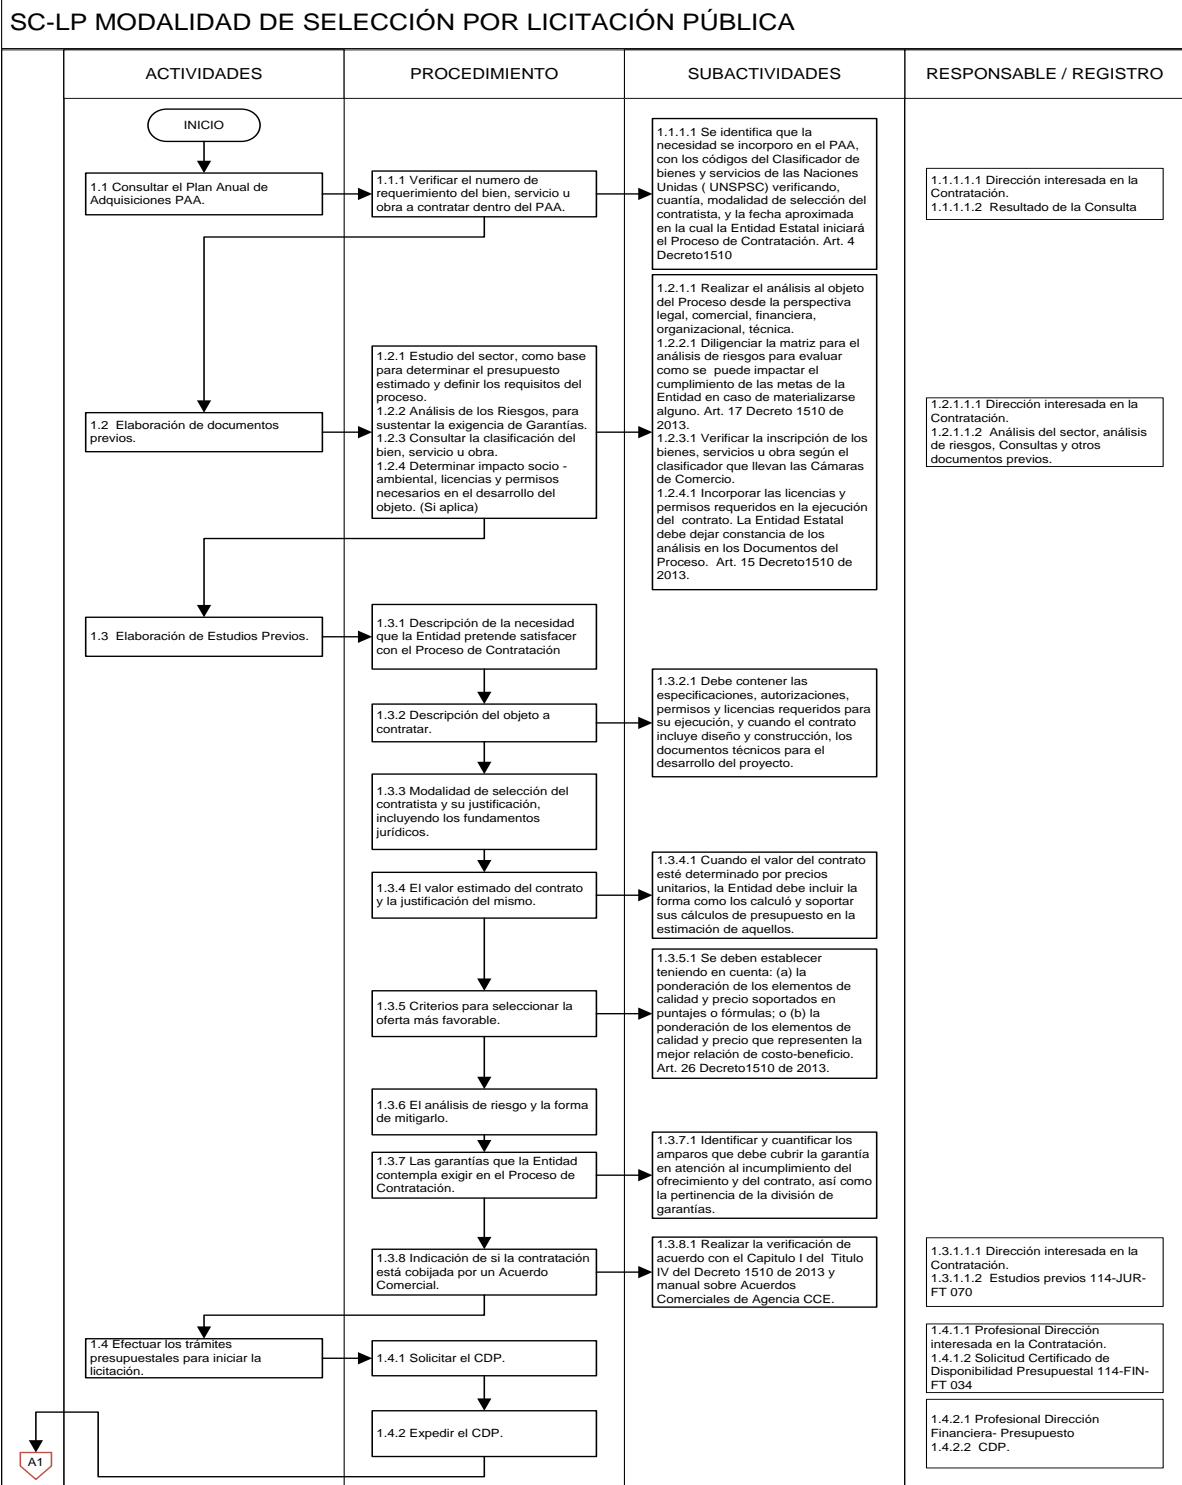 SC-LP MODALIDAD DE SELECCIÓN POR LICITACIÓN PÚBLICA
ACTIVIDADES
PROCEDIMIENTO
SUBACTIVIDADES
RESPONSABLE / REGISTRO
INICIO
1.1 Consultar el Plan Anual de
Adquisiciones PAA.
1.1.1 Verificar el numero de
requerimiento del bien, servicio u
obra a contratar dentro del PAA.
1.1.1.1 Se identifica que la
necesidad se incorporo en el PAA,
con los códigos del Clasificador de
bienes y servicios de las Naciones
Unidas ( UNSPSC) verificando,
cuantía, modalidad de selección del
contratista, y la fecha aproximada
en la cual la Entidad Estatal iniciará
el Proceso de Contratación. Art. 4
Decreto1510
1.1.1.1.1 Dirección interesada en la
Contratación.
1.1.1.1.2  Resultado de la Consulta
1.2  Elaboración de documentos
previos.
1.2.1 Estudio del sector, como base
para determinar el presupuesto
estimado y definir los requisitos del
proceso.
1.2.2 Análisis de los Riesgos, para
sustentar la exigencia de Garantías.
1.2.3 Consultar la clasificación del
bien, servicio u obra.
1.2.4 Determinar impacto socio -
ambiental, licencias y permisos
necesarios en el desarrollo del
objeto. (Si aplica)
1.2.1.1 Realizar el análisis al objeto
del Proceso desde la perspectiva
legal, comercial, financiera,
organizacional, técnica.
1.2.2.1 Diligenciar la matriz para el
análisis de riesgos para evaluar
como se  puede impactar el
cumplimiento de las metas de la
Entidad en caso de materializarse
alguno. Art. 17 Decreto 1510 de
2013.
1.2.3.1 Verificar la inscripción de los
bienes, servicios u obra según el
clasificador que llevan las Cámaras
de Comercio.
1.2.4.1 Incorporar las licencias y
permisos requeridos en la ejecución
del  contrato. La Entidad Estatal
debe dejar constancia de los
análisis en los Documentos del
Proceso.  Art. 15 Decreto1510 de
2013.
1.2.1.1.1 Dirección interesada en la
Contratación.
1.2.1.1.2  Análisis del sector, análisis
de riesgos, Consultas y otros
documentos previos.
1.3  Elaboración de Estudios Previos.
1.3.1 Descripción de la necesidad
que la Entidad pretende satisfacer
con el Proceso de Contratación
1.3.2 Descripción del objeto a
contratar.
1.3.2.1 Debe contener las
especificaciones, autorizaciones,
permisos y licencias requeridos para
su ejecución, y cuando el contrato
incluye diseño y construcción, los
documentos técnicos para el
desarrollo del proyecto.
1.3.3 Modalidad de selección del
contratista y su justificación,
incluyendo los fundamentos
jurídicos.
1.3.4 El valor estimado del contrato
y la justificación del mismo.
1.3.4.1 Cuando el valor del contrato
esté determinado por precios
unitarios, la Entidad debe incluir la
forma como los calculó y soportar
sus cálculos de presupuesto en la
estimación de aquellos.
1.3.5 Criterios para seleccionar la
oferta más favorable.
1.3.5.1 Se deben establecer
teniendo en cuenta: (a) la
ponderación de los elementos de
calidad y precio soportados en
puntajes o fórmulas; o (b) la
ponderación de los elementos de
calidad y precio que representen la
mejor relación de costo-beneficio.
Art. 26 Decreto1510 de 2013.
1.3.6 El análisis de riesgo y la forma
de mitigarlo.
1.3.7 Las garantías que la Entidad
contempla exigir en el Proceso de
Contratación.
1.3.7.1 Identificar y cuantificar los
amparos que debe cubrir la garantía
en atención al incumplimiento del
ofrecimiento y del contrato, así como
la pertinencia de la división de
garantías.
1.3.8 Indicación de si la contratación
está cobijada por un Acuerdo
Comercial.
1.3.8.1 Realizar la verificación de
acuerdo con el Capitulo I del  Titulo
IV del Decreto 1510 de 2013 y
manual sobre Acuerdos
Comerciales de Agencia CCE.
1.3.1.1.1 Dirección interesada en la
Contratación.
1.3.1.1.2  Estudios previos 114-JUR-
FT 070
1.4 Efectuar los trámites
presupuestales para iniciar la
licitación.
1.4.1 Solicitar el CDP.
1.4.1.1 Profesional Dirección
interesada en la Contratación.
1.4.1.2 Solicitud Certificado de
Disponibilidad Presupuestal 114-FIN-
FT 034
1.4.2 Expedir el CDP.
1.4.2.1 Profesional Dirección
Financiera- Presupuesto
1.4.2.2  CDP.
A1